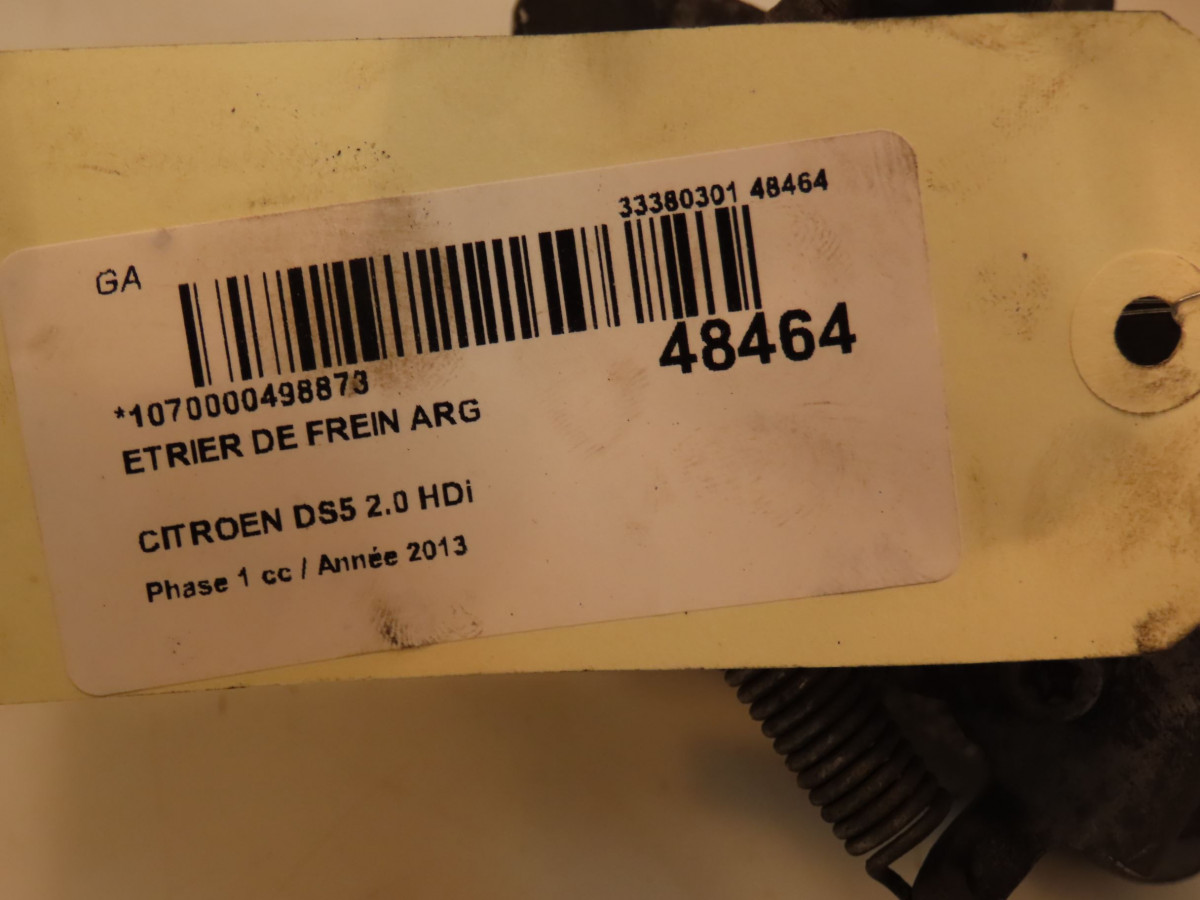 33380301 48464
GA
48464
*1070000498873
ETRIER DE FREIN ARG
CITROEN DS5 2.0 HDi
Phase 1 cc / Année 2013